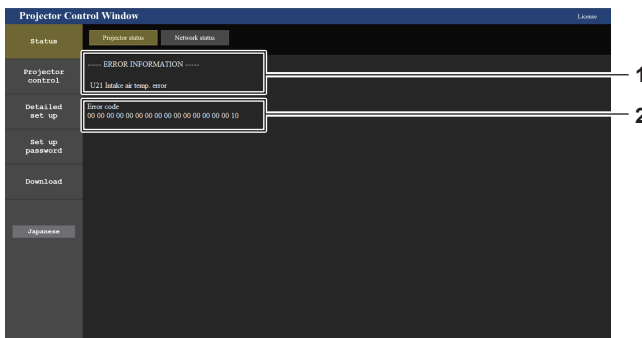 Projector Control Window
License
Status
Projector status
Network status
----- ERROR INFORMATION -----
U21 Intake air temp. error
1
Projector
control
Error code
00 00 00 00 00 00 00 00 00 00 00 00 00 00 00 10
2
Detailed
set up
Set up
password
Download
Japanese